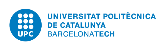 UNIVERSITAT POLITÈCNICA
DE CATALUNYA
BARCELONATECH
UPC